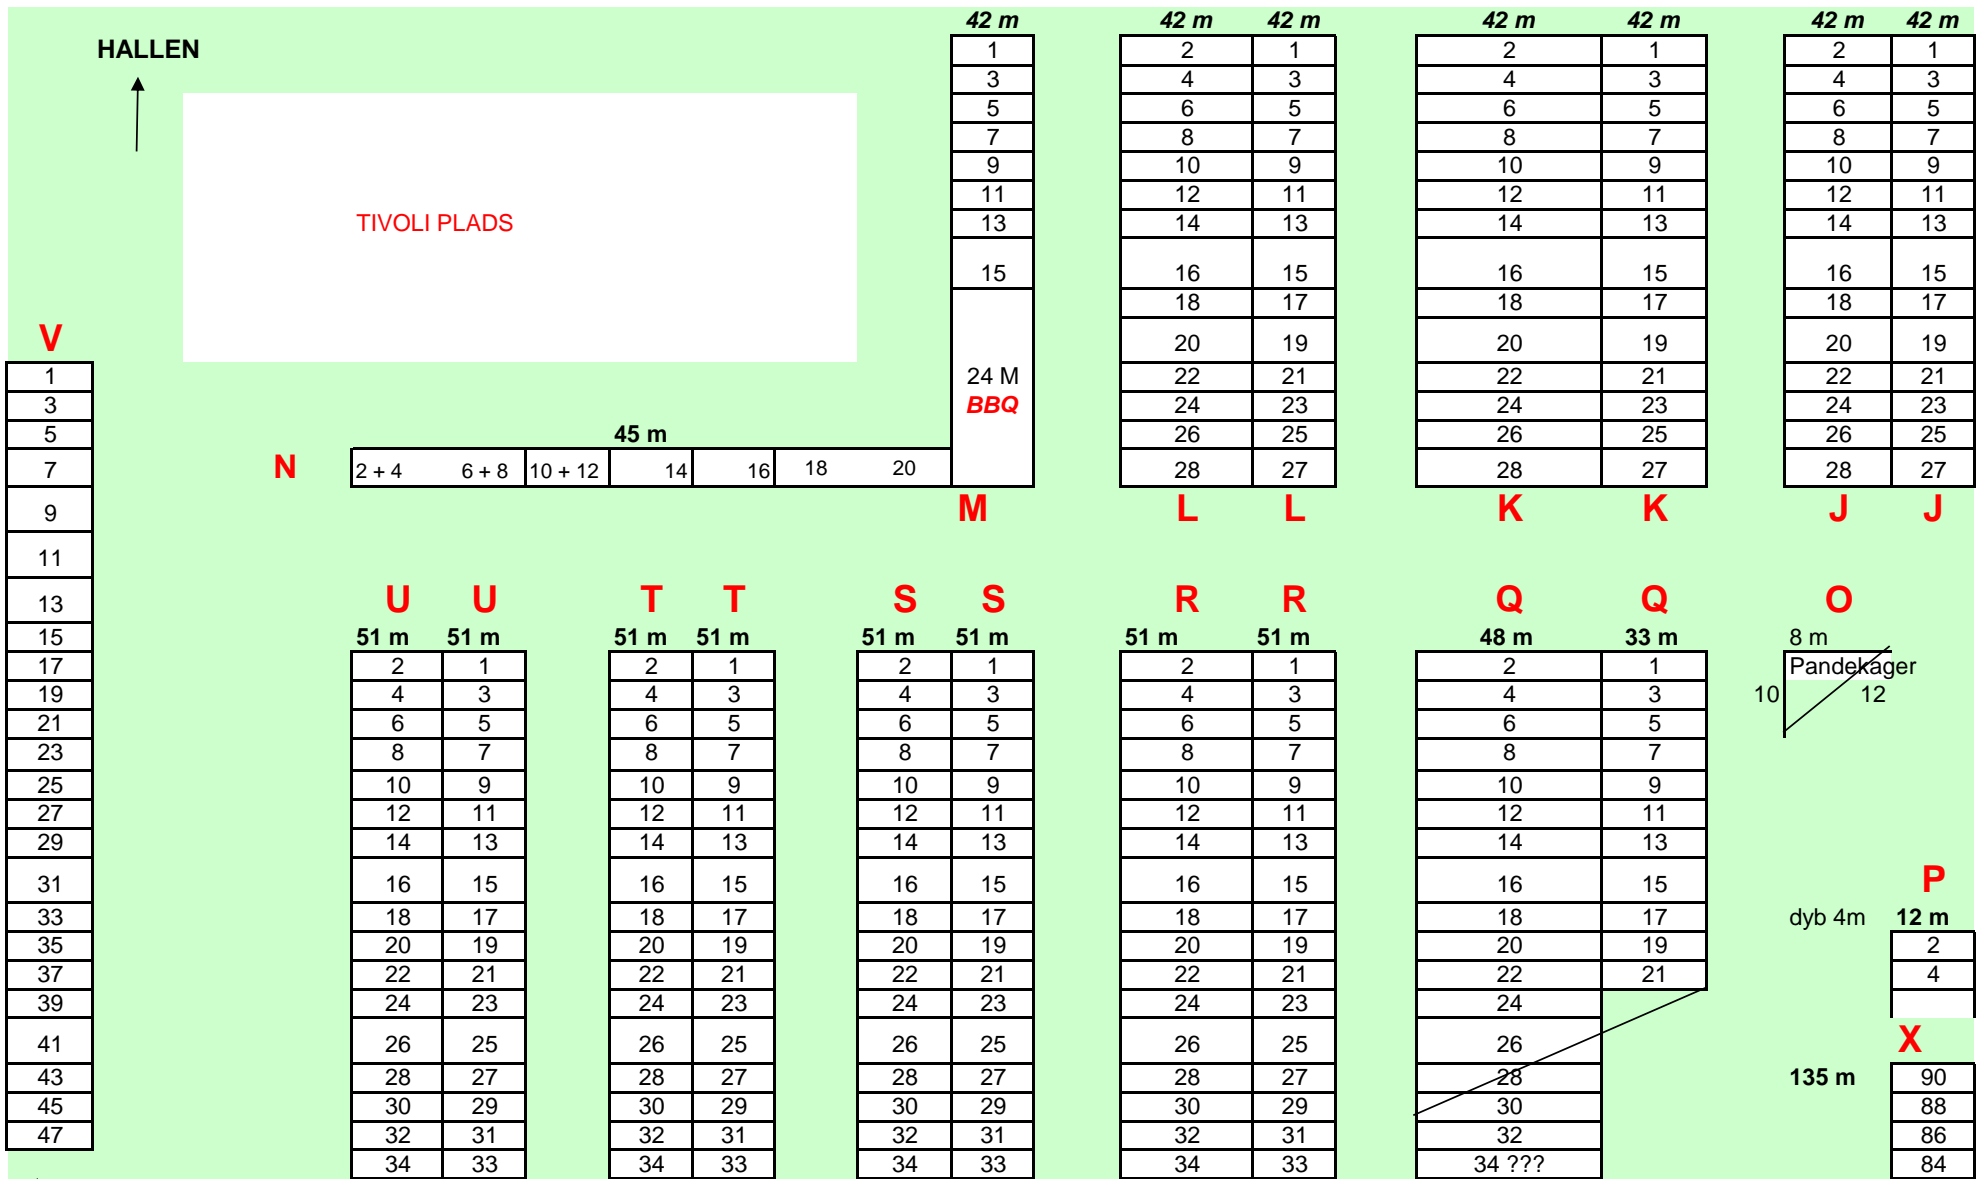 42 m 42 m 42 m 42 m 42 m 42 m 42 m
HALLEN 1 2 1 2 1 2 1
3 4 3 4 3 4 3
5 6 5 6 5 6 5
7 8 7 8 7 8 7
9 10 9 10 9 10 9
11 12 11 12 11 12 11
TIVOLI PLADS 13 14 13 14 13 14 13
15 16 15 16 15 16 15
18 17 18 17 18 17
V 20 19 20 19 20 19
1 24 M 22 21 22 21 22 21
3 BBQ 24 23 24 23 24 23
5 45 m 26 25 26 25 26 25
7 N 2 + 4 6 + 8 10 + 12 14 16 18 20 28 27 28 27 28 27
9 M L L K K J J
11
13 U U T T S S R R Q Q O
15 51 m 51 m 51 m 51 m 51 m 51 m 51 m 51 m 48 m 33 m 8 m
17 2 1 2 1 2 1 2 1 2 1 Pandekager
19 4 3 4 3 4 3 4 3 4 3 10 12
21 6 5 6 5 6 5 6 5 6 5
23 8 7 8 7 8 7 8 7 8 7
25 10 9 10 9 10 9 10 9 10 9
27 12 11 12 11 12 11 12 11 12 11
29 14 13 14 13 14 13 14 13 14 13
31 16 15 16 15 16 15 16 15 16 15 P
33 18 17 18 17 18 17 18 17 18 17 dyb 4m 12 m
35 20 19 20 19 20 19 20 19 20 19 2
37 22 21 22 21 22 21 22 21 22 21 4
39 24 23 24 23 24 23 24 23 24
41 26 25 26 25 26 25 26 25 26 X
43 28 27 28 27 28 27 28 27 28 135 m 90
45 30 29 30 29 30 29 30 29 30 88
47 32 31 32 31 32 31 32 31 32 86
34 33 34 33 34 33 34 33 34 ??? 84